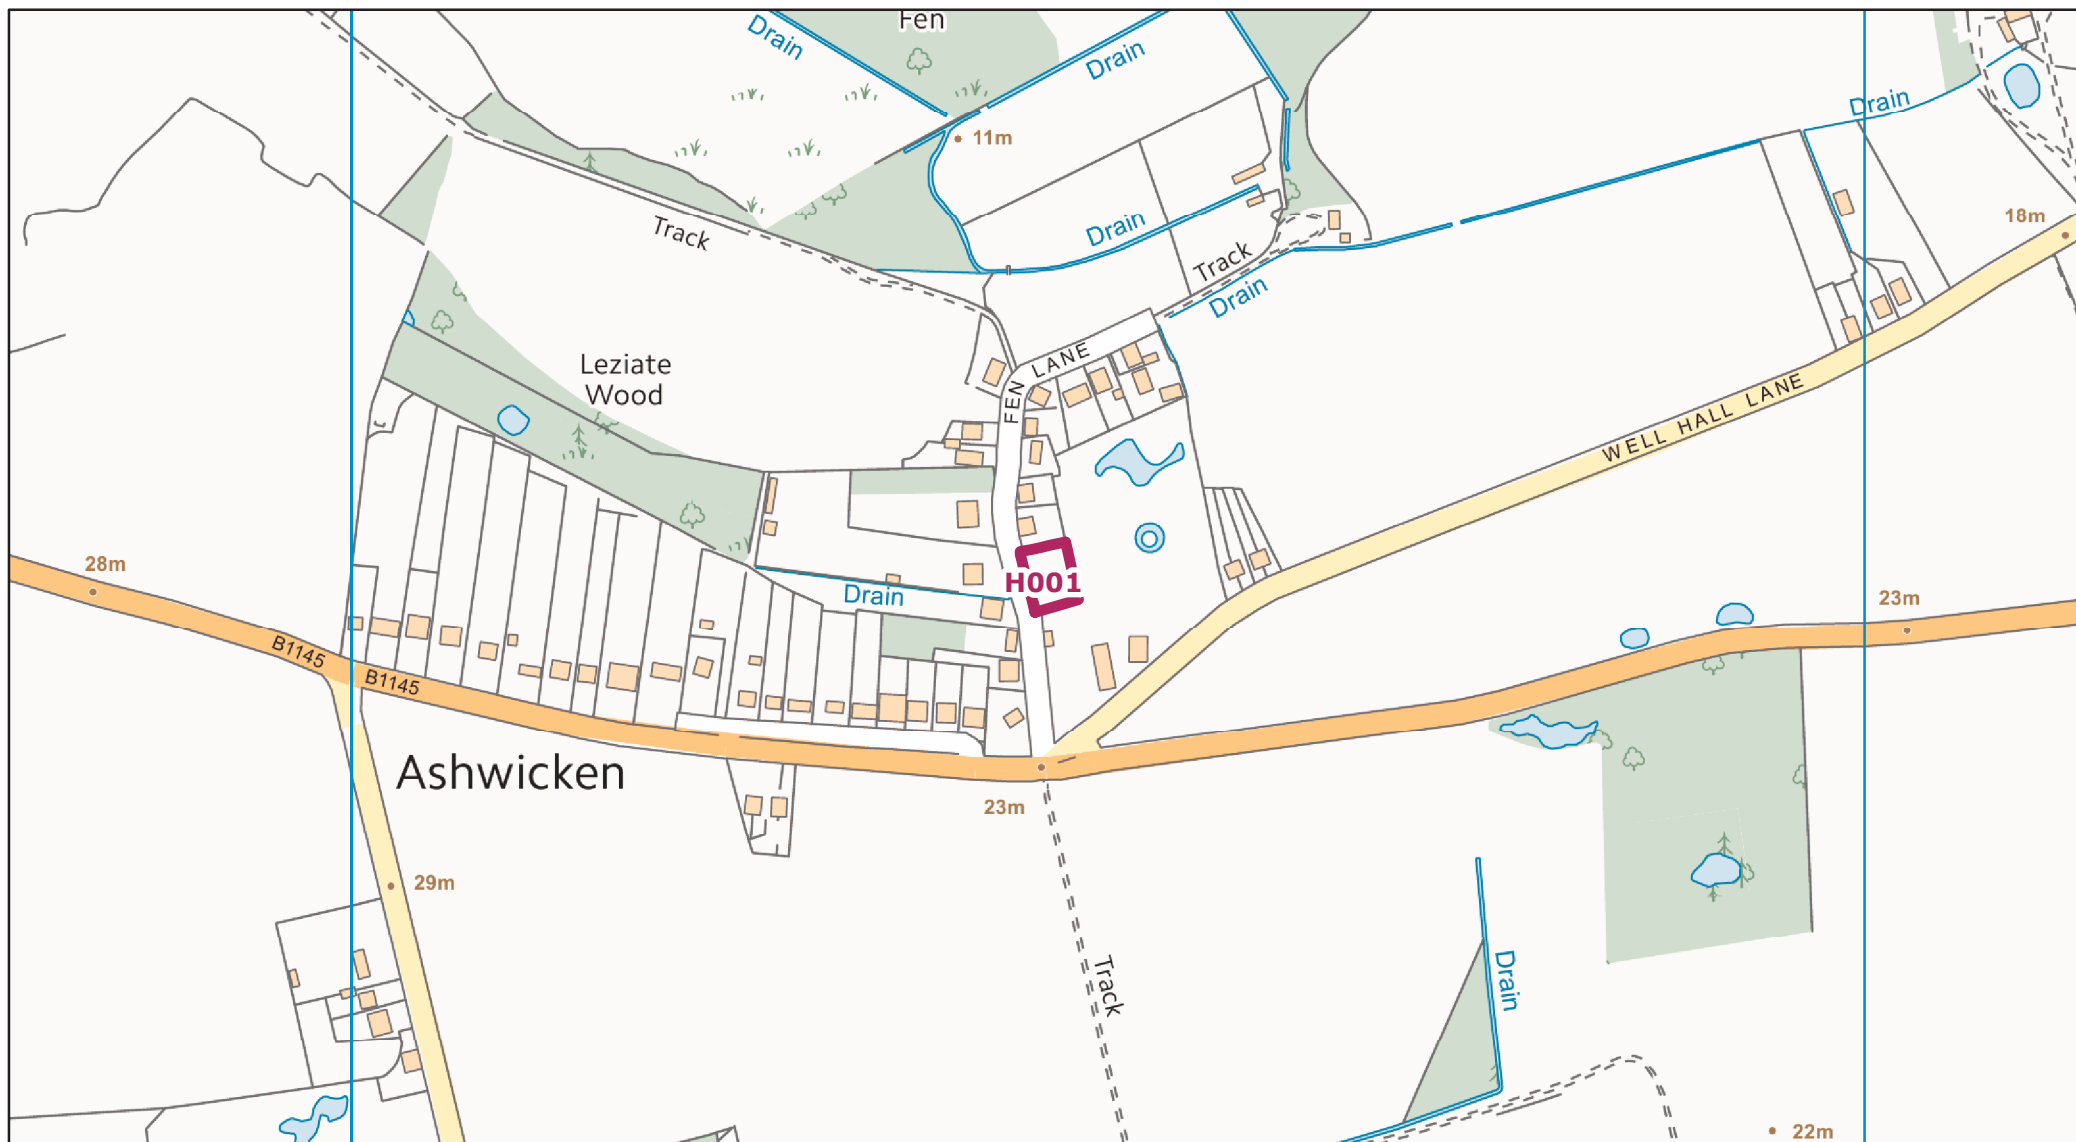 Fen
Drain
Drain
Drain
11m
18m
Track
Drain
Track
Drain
Leziate
Wood
FEN LANE
WELL HALL LANE
28m
H001
Drain
23m
B1145
B1145
Ashwicken
23m
29m
Track
Drain
22m